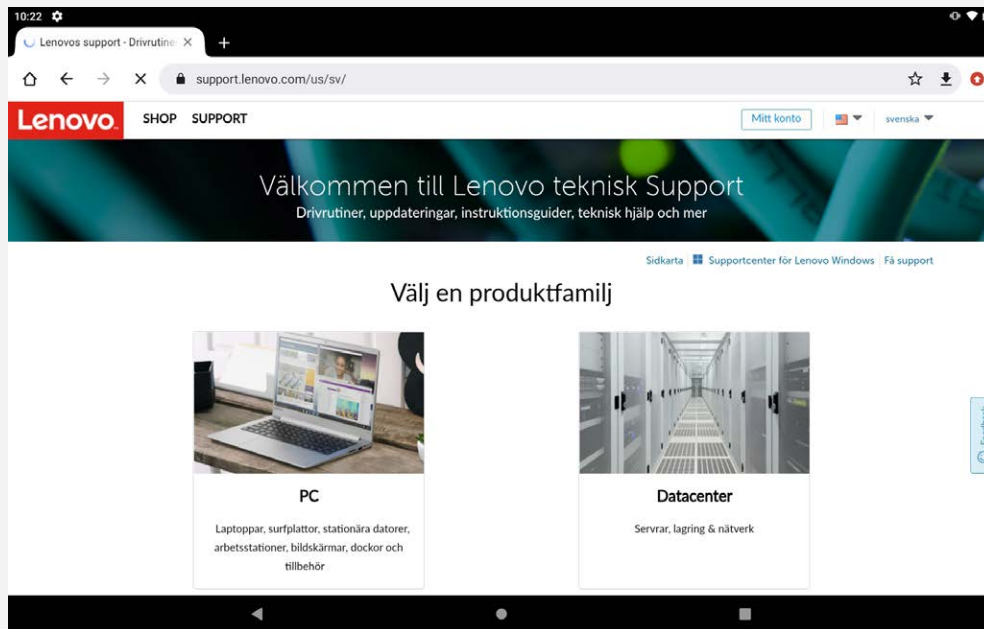 10:22
Lenovos support - Drivrutine
support.lenovo.com/us/sv/
Lenovo.
SHOP SUPPORT
Mitt konto
svenska
Välkommen till Lenovo teknisk Support
Drivrutiner, uppdateringar, instruktionsguider, teknisk hjälp och mer
Sidkarta Supportcenter för Lenovo Windows Få support
Välj en produktfamilj
PC
Datacenter
Laptoppar, surfplattor, stationära datorer,
arbetsstationer, bildskärmar, dockor och
tillbehör
Servrar, lagring & nätverk